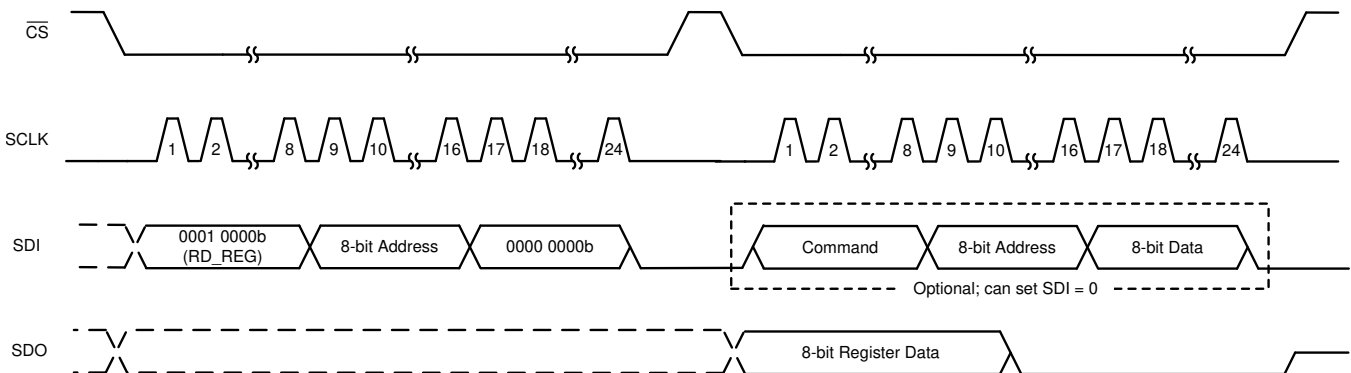 CS
SCLK
1 2 8 9 10 16 17 18 24 1 2 8 9 10 16 17 18 24
SDI
0001 0000b
(RD_REG)
8-bit Address
0000 0000b
Command
8-bit Address
8-bit Data
Optional; can set SDI = 0
SDO
8-bit Register Data